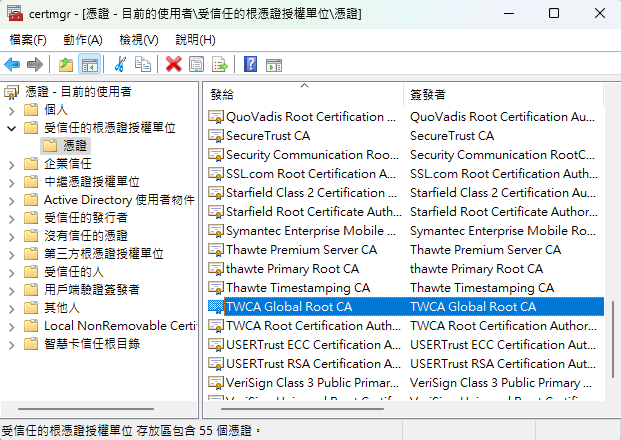 certmgr - [憑證 - 目前的使用者\受信任的根憑證授權單位\憑證]
檔案(F) 動作(A) 檢視(V) 說明(H)
憑證 - 目前的使用者
個人
受信任的根憑證授權單位
憑證
企業信任
中繼憑證授權單位
Active Directory 使用者物件
受信任的發行者
沒有信任的憑證
第三方根憑證授權單位
受信任的人
用戶端驗證簽發者
其他人
Local NonRemovable Certi
智慧卡信任根目錄
發給 簽發者
QuoVadis Root Certification ... QuoVadis Root Certification Au...
SecureTrust CA SecureTrust CA
Security Communication Roo... Security Communication RootC...
SSL.com Root Certification Au... SSL.com Root Certification Aut...
Starfield Class 2 Certification ... Starfield Class 2 Certification A...
Starfield Root Certificate Auth... Starfield Root Certificate Author...
Symantec Enterprise Mobile ... Symantec Enterprise Mobile Ro...
Thawte Premium Server CA Thawte Premium Server CA
thawte Primary Root CA thawte Primary Root CA
Thawte Timestamping CA Thawte Timestamping CA
TWCA Global Root CA TWCA Global Root CA
TWCA Root Certification Auth... TWCA Root Certification Author...
USERTrust ECC Certification A... USERTrust ECC Certification Aut...
USERTrust RSA Certification A... USERTrust RSA Certification Aut...
VeriSign Class 3 Public Primar... VeriSign Class 3 Public Primary ...
受信任的根憑證授權單位 存放區包含 55 個憑證。